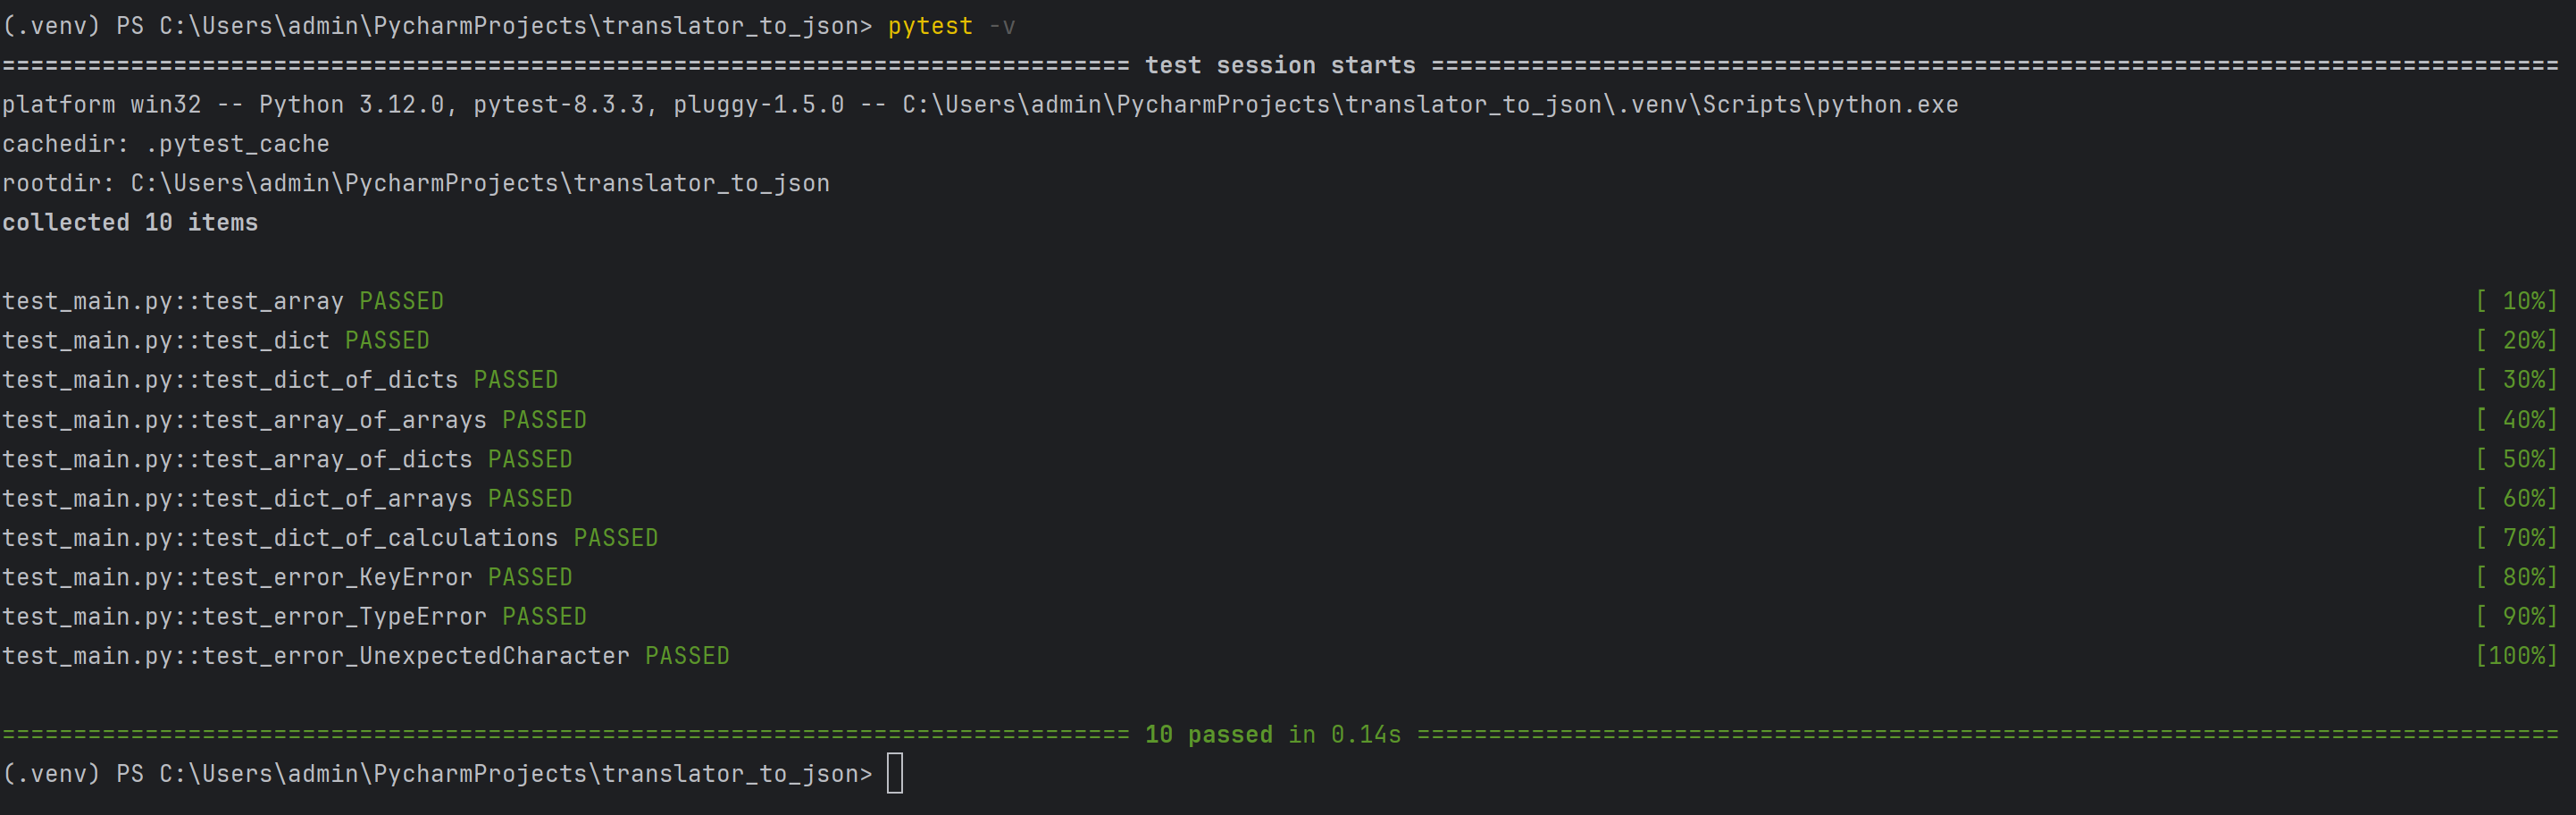 (.venv) PS C:\Users\admin\PycharmProjects\translator_to_json> pytest -v
=============================================================================== test session starts ===============================================================================
platform win32 -- Python 3.12.0, pytest-8.3.3, pluggy-1.5.0 -- C:\Users\admin\PycharmProjects\translator_to_json\.venv\Scripts\python.exe
cachedir: .pytest_cache
rootdir: C:\Users\admin\PycharmProjects\translator_to_json
collected 10 items
test_main.py::test_array PASSED [ 10%]
test_main.py::test_dict PASSED [ 20%]
test_main.py::test_dict_of_dicts PASSED [ 30%]
test_main.py::test_array_of_arrays PASSED [ 40%]
test_main.py::test_array_of_dicts PASSED [ 50%]
test_main.py::test_dict_of_arrays PASSED [ 60%]
test_main.py::test_dict_of_calculations PASSED [ 70%]
test_main.py::test_error_KeyError PASSED [ 80%]
test_main.py::test_error_TypeError PASSED [ 90%]
test_main.py::test_error_UnexpectedCharacter PASSED [100%]
=============================================================================== 10 passed in 0.14s ================================================================================
(.venv) PS C:\Users\admin\PycharmProjects\translator_to_json>